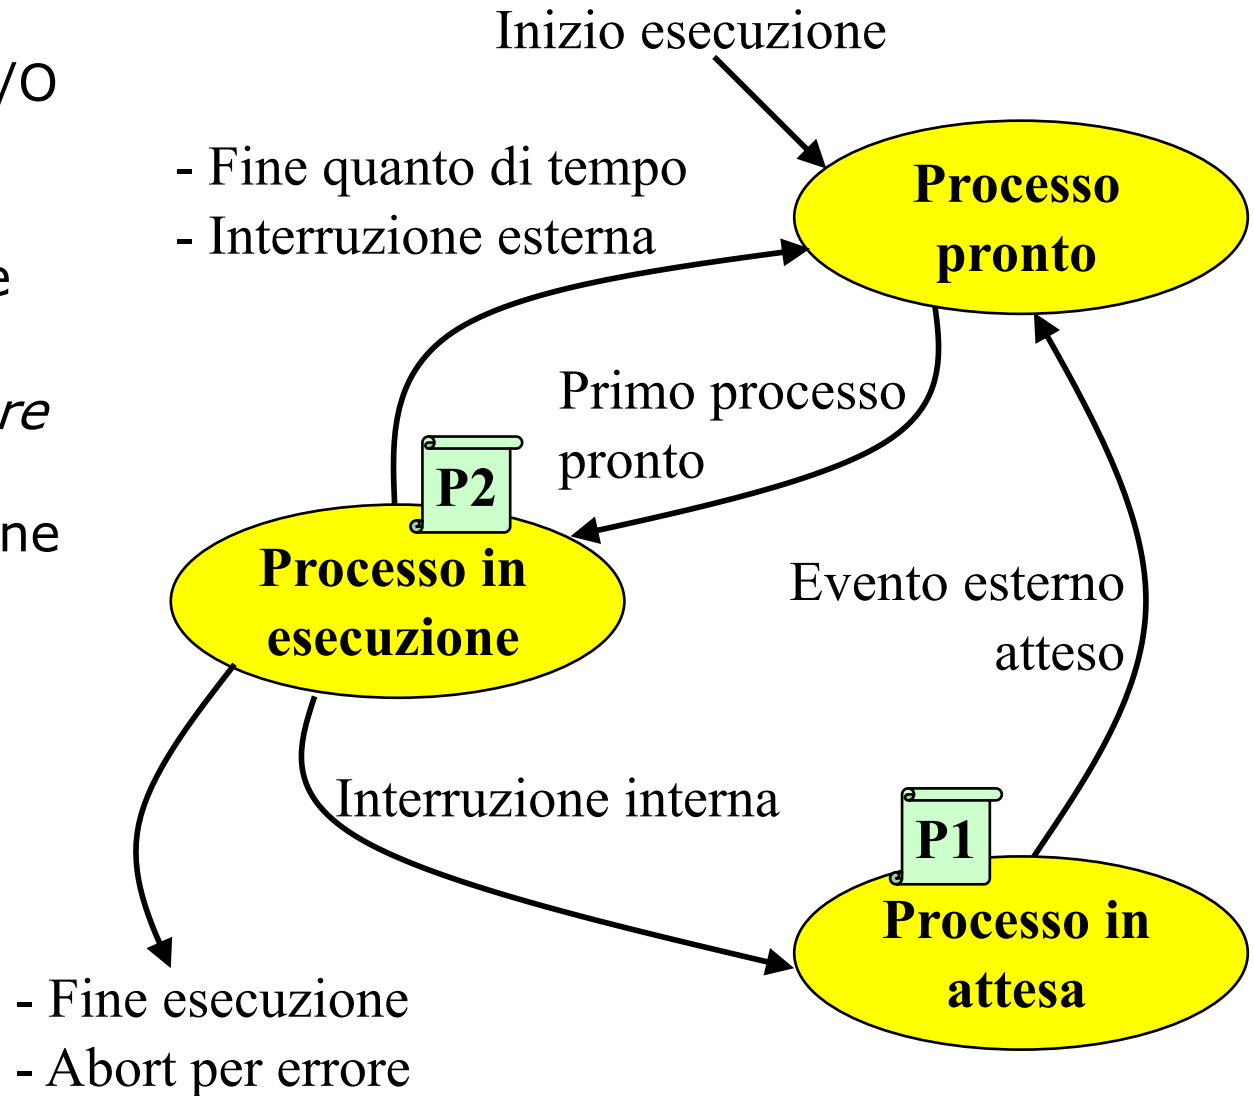 Inizio esecuzione
/O
- Fine quanto di tempo
- Interruzione esterna
Processo
pronto
e
re
ne
Primo processo
pronto
P2
Processo in
esecuzione
Evento esterno
atteso
Interruzione interna
P1
Processo in
attesa
- Fine esecuzione
- Abort per errore